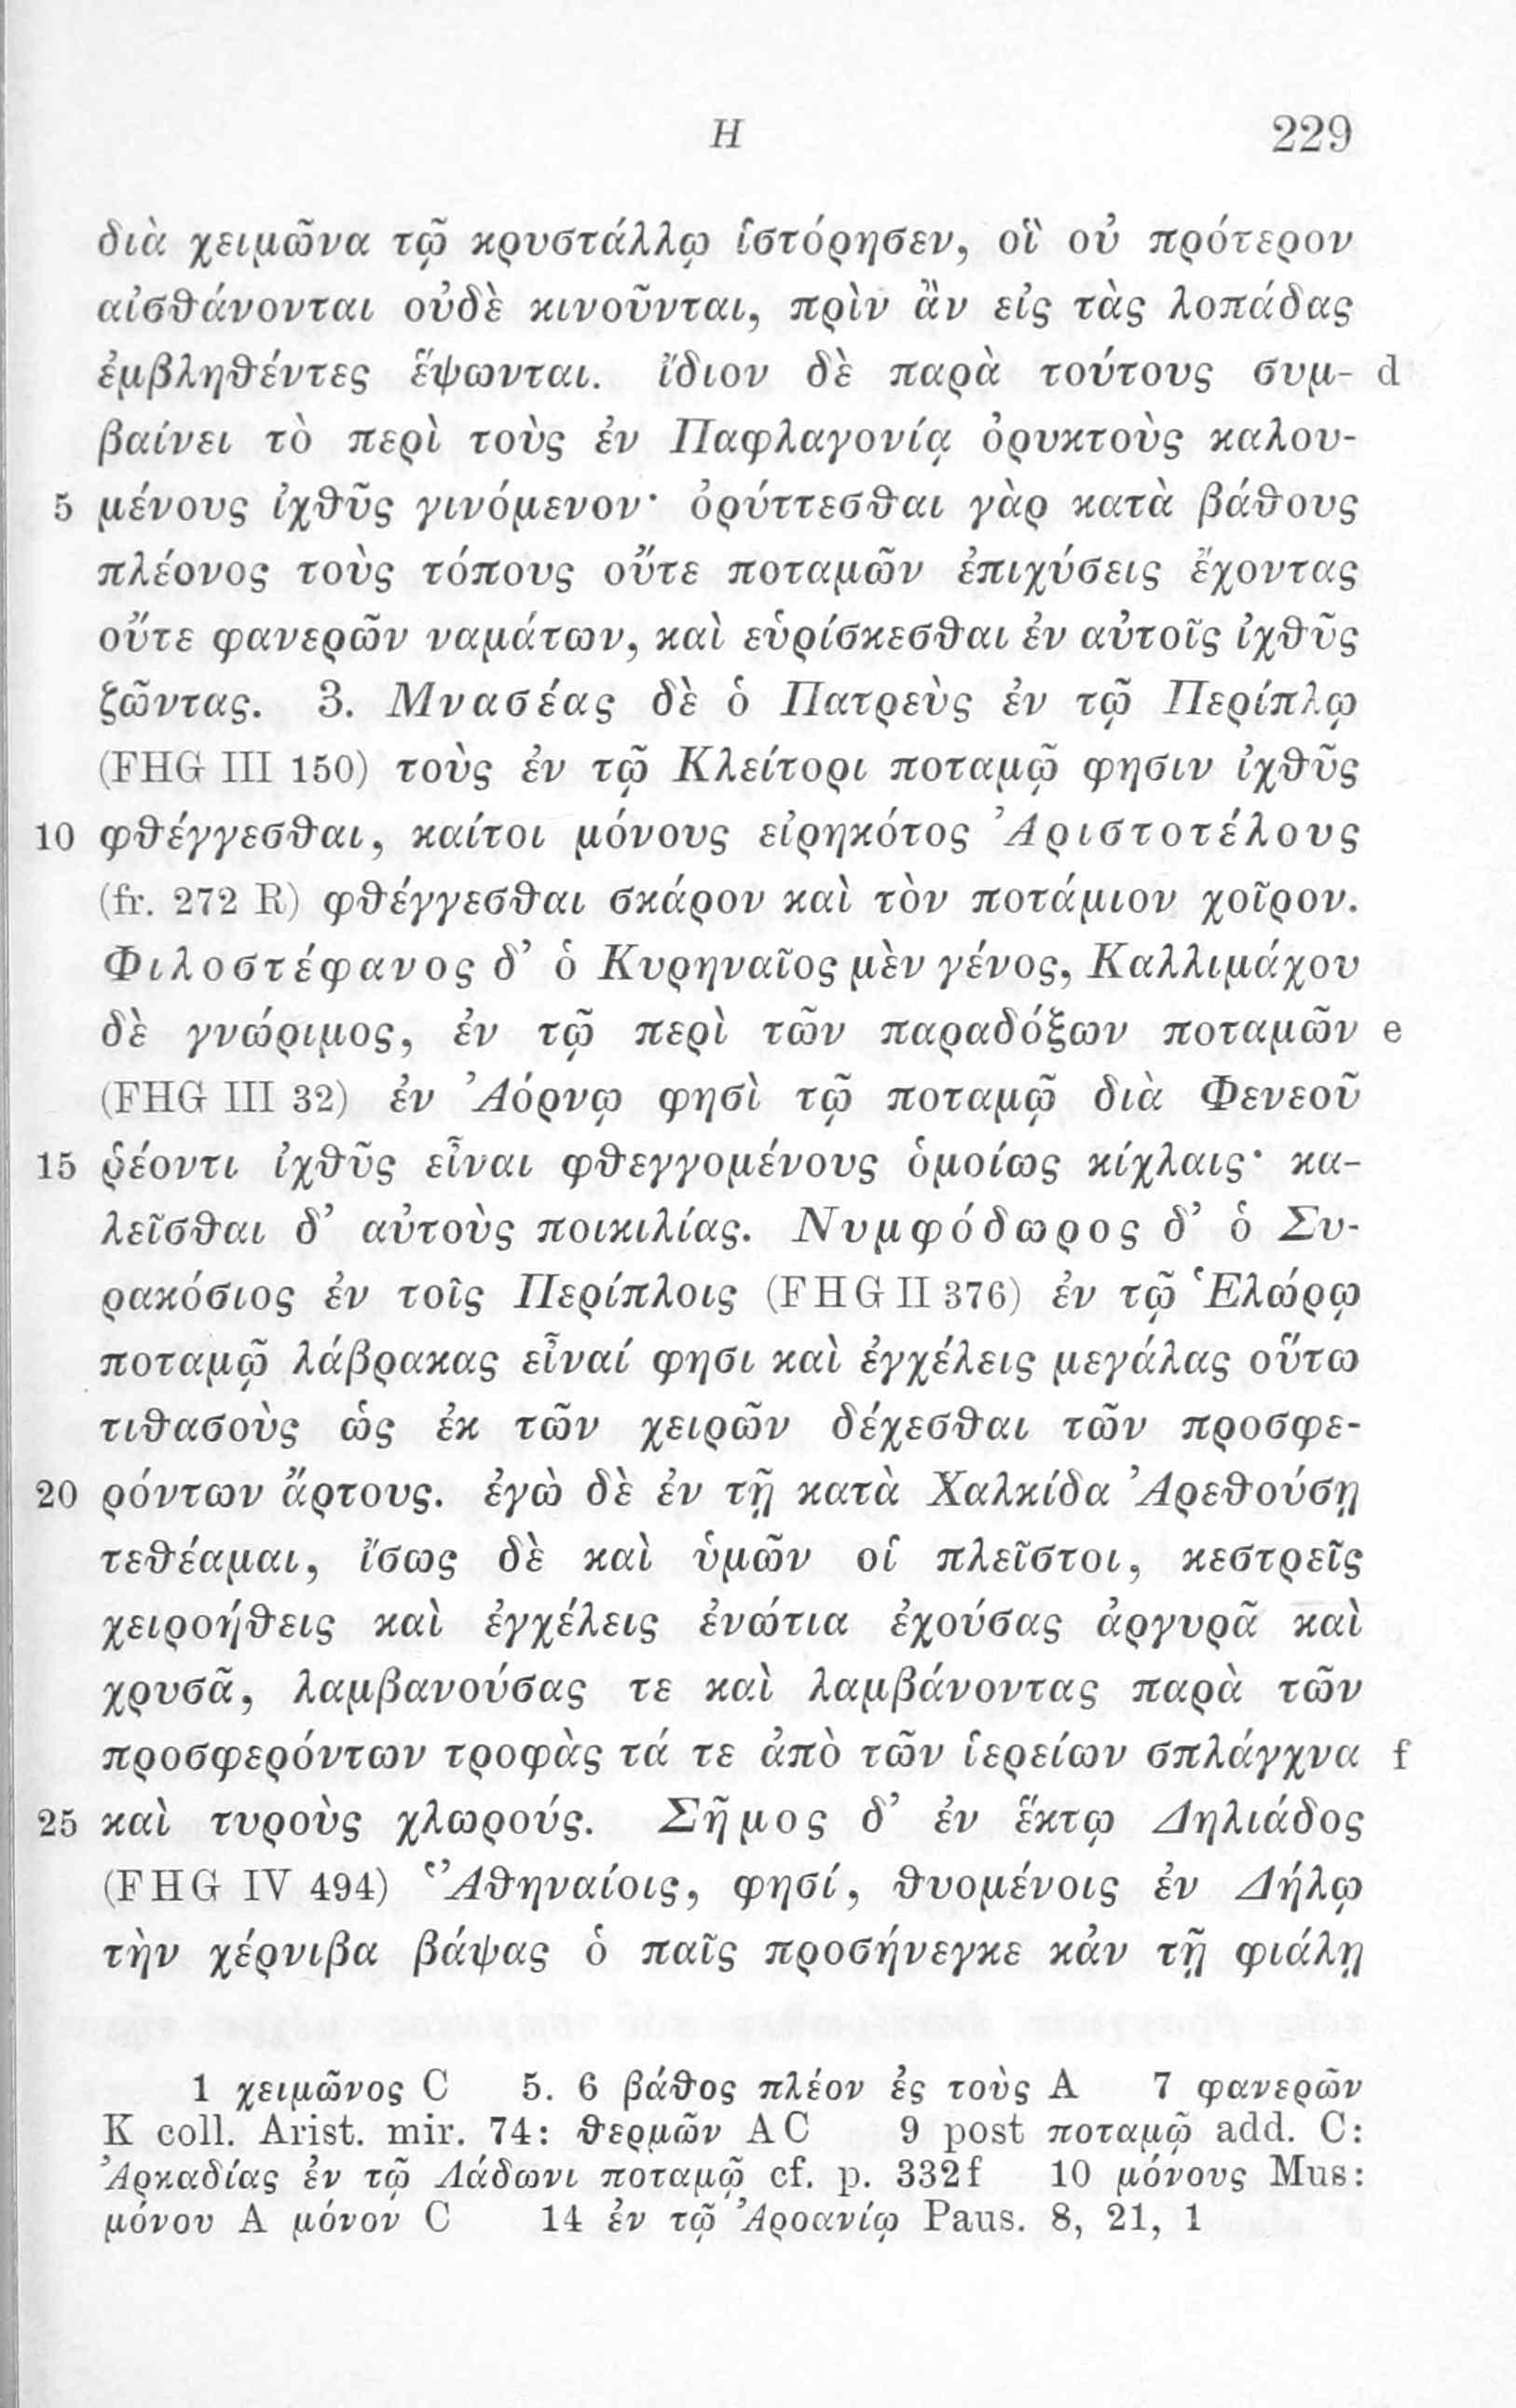 Η 229
διὰ χειμῶνα τῷ κρυστάλλῳ ἱστόρησεν, οἳ οὐ πρότερον
αἰσθάνονται οὐδὲ κινοῦνται, πρὶν ἂν εἰς τὰς λοπάδας
ἐμβληθέντες ἕψωνται. ἴδιον δὲ παρὰ τούτους συμ- d
βαίνει τὸ περὶ τοὺς ἐν Παφλαγονίᾳ ὀρυκτοὺς καλου-
5 μένους ἰχθῦς γινόμενον· ὀρύττεσθαι γὰρ κατὰ βάθους
πλέονος τοὺς τόπους οὔτε ποταμῶν ἐπιχύσεις ἔχοντας
οὔτε φανερῶν ναμάτων, καὶ εὑρίσκεσθαι ἐν αὐτοῖς ἰχθῦς
ζῶντας. 3. Μνασέας δὲ ὁ Πατρεὺς ἐν τῷ Περίπλῳ
(FHG III 150) τοὺς ἐν τῷ Κλείτορι ποταμῷ φησιν ἰχθῦς
10 φθέγγεσθαι, καίτοι μόνους εἰρηκότος Ἀριστοτέλους
(fr. 272 R) φθέγγεσθαι σκάρον καὶ τὸν ποτάμιον χοῖρον.
Φιλοστέφανος δ’ ὁ Κυρηναῖος μὲν γένος, Καλλιμάχου
δὲ γνώριμος, ἐν τῷ περὶ τῶν παραδόξων ποταμῶν e
(FHG III 32) ἐν Ἀόρνῳ φησὶ τῷ ποταμῷ διὰ Φενεοῦ
15 ῥέοντι ἰχθῦς εἶναι φθεγγομένους ὁμοίως κίχλαις· κα-
λεῖσθαι δ’ αὐτοὺς ποικιλίας. Νυμφόδωρος δ’ ὁ Συ-
ρακόσιος ἐν τοῖς Περίπλοις (FHG II 376) ἐν τῷ Ἑλώρῳ
ποταμῷ λάβρακας εἶναί φησι καὶ ἐγχέλεις μεγάλας οὕτω
τιθασοὺς ὡς ἐκ τῶν χειρῶν δέχεσθαι τῶν προσφε-
20 ρόντων ἄρτους. ἐγὼ δὲ ἐν τῇ κατὰ Χαλκίδα Ἀρεθούσῃ
τεθέαμαι, ἴσως δὲ καὶ ὑμῶν οἱ πλεῖστοι, κεστρεῖς
χειροήθεις καὶ ἐγχέλεις ἐνώτια ἐχούσας ἀργυρᾶ καὶ
χρυσᾶ, λαμβανούσας τε καὶ λαμβάνοντας παρὰ τῶν
προσφερόντων τροφὰς τά τε ἀπὸ τῶν ἱερείων σπλάγχνα f
25 καὶ τυροὺς χλωρούς. Σῆμος δ’ ἐν ἕκτῳ Δηλιάδος
(FHG IV 494) ‘Ἀθηναίοις, φησί, θυομένοις ἐν Δήλῳ
τὴν χέρνιβα βάψας ὁ παῖς προσήνεγκε κἀν τῇ φιάλῃ
1 χειμῶνος C 5. 6 βάθος πλέον ἐς τοὺς A 7 φανερῶν
K coll. Arist. mir. 74: θερμῶν AC 9 post ποταμῷ add. C:
Ἀρκαδίας ἐν τῷ Λάδωνι ποταμῷ cf. p. 332f 10 μόνους Mus:
μόνου A μόνον C 14 ἐν τῷ Ἀροανίῳ Paus. 8, 21, 1